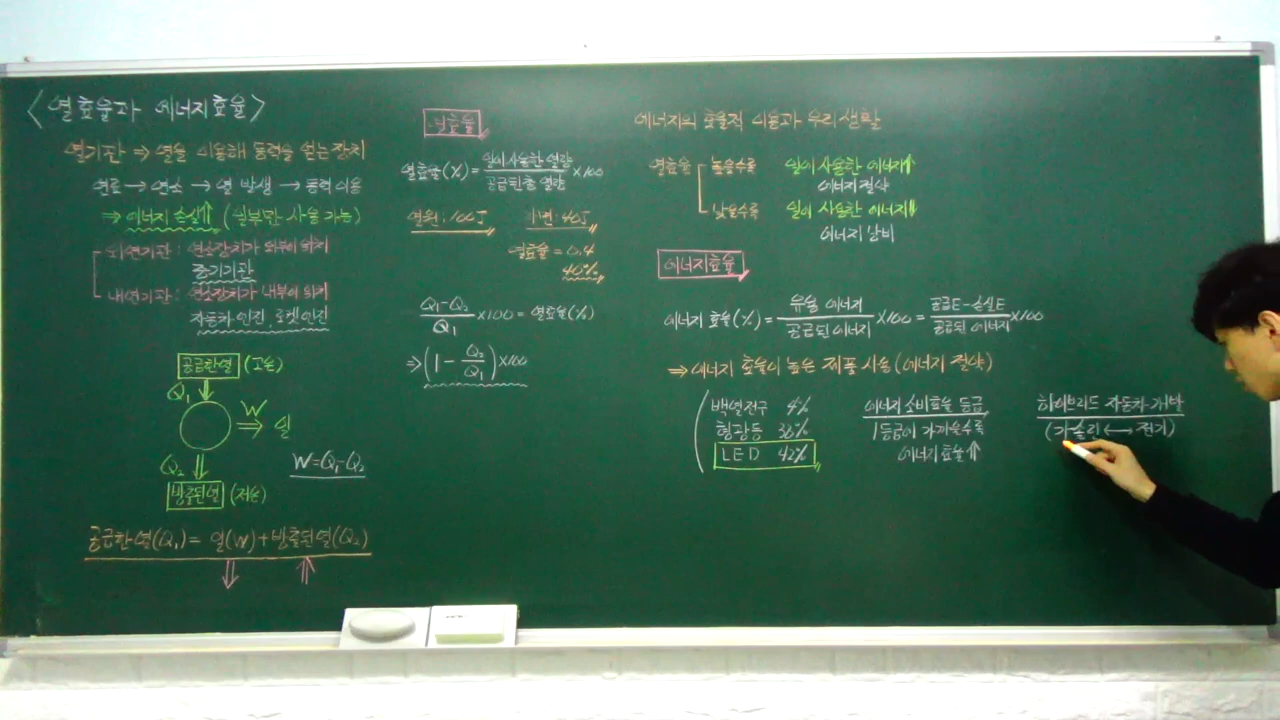 <열효율과 에너지효율>
열기관 ⇒ 열을 이용해 동력을 얻는 장치
연료 → 연소 → 열 발생 → 동력 이용
⇒ 에너지 손실↑ (일부만 사용 가능)
외연기관 : 연소장치가 외부에 위치
증기기관
내연기관 : 연소장치가 내부에 위치
자동차 엔진, 로켓엔진
공급한열 (고온)
Q₁
W
일
Q₂
W=Q₁-Q₂
방출된열 (저온)
공급한열(Q₁) = 일(W)+방출된열(Q₂)
열효율
열효율(%) = 일에 사용한 열량 / 공급된 총 열량 ×100
열원 : 100J
40J
열효율 = 0.4
40%
Q₁-Q₂ / Q₁ ×100 = 열효율(%)
⇒ (1 - Q₂/Q₁)×100
에너지의 효율적 이용과 우리 생활
열효율
높을수록 일에 사용한 에너지↑
에너지 절약
낮을수록 일에 사용한 에너지⬇
에너지 낭비
에너지효율
에너지 효율(%) = 유용 에너지 / 공급된 에너지 ×100 = 공급E-손실E / 공급된 에너지 ×100
⇒ 에너지 효율이 높은 제품 사용 (에너지 절약)
백열전구 4%
형광등
LED 42%
에너지 소비효율 등급
1등급에 가까울수록
에너지 효율↑
하이브리드 자동차 개발
(가솔린 ↔ 전기)